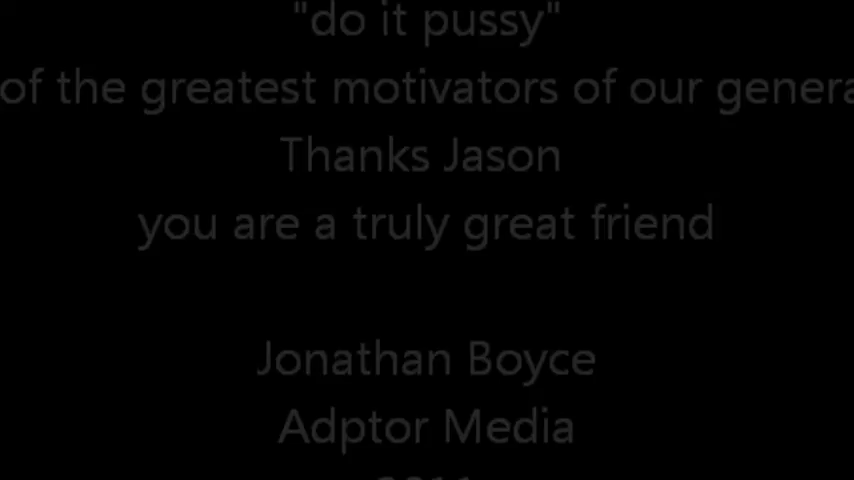 "do it pussy"
of the greatest motivators of our
Thanks Jason
you are a truly great friend
Jonathan Boyce
Adptor Media